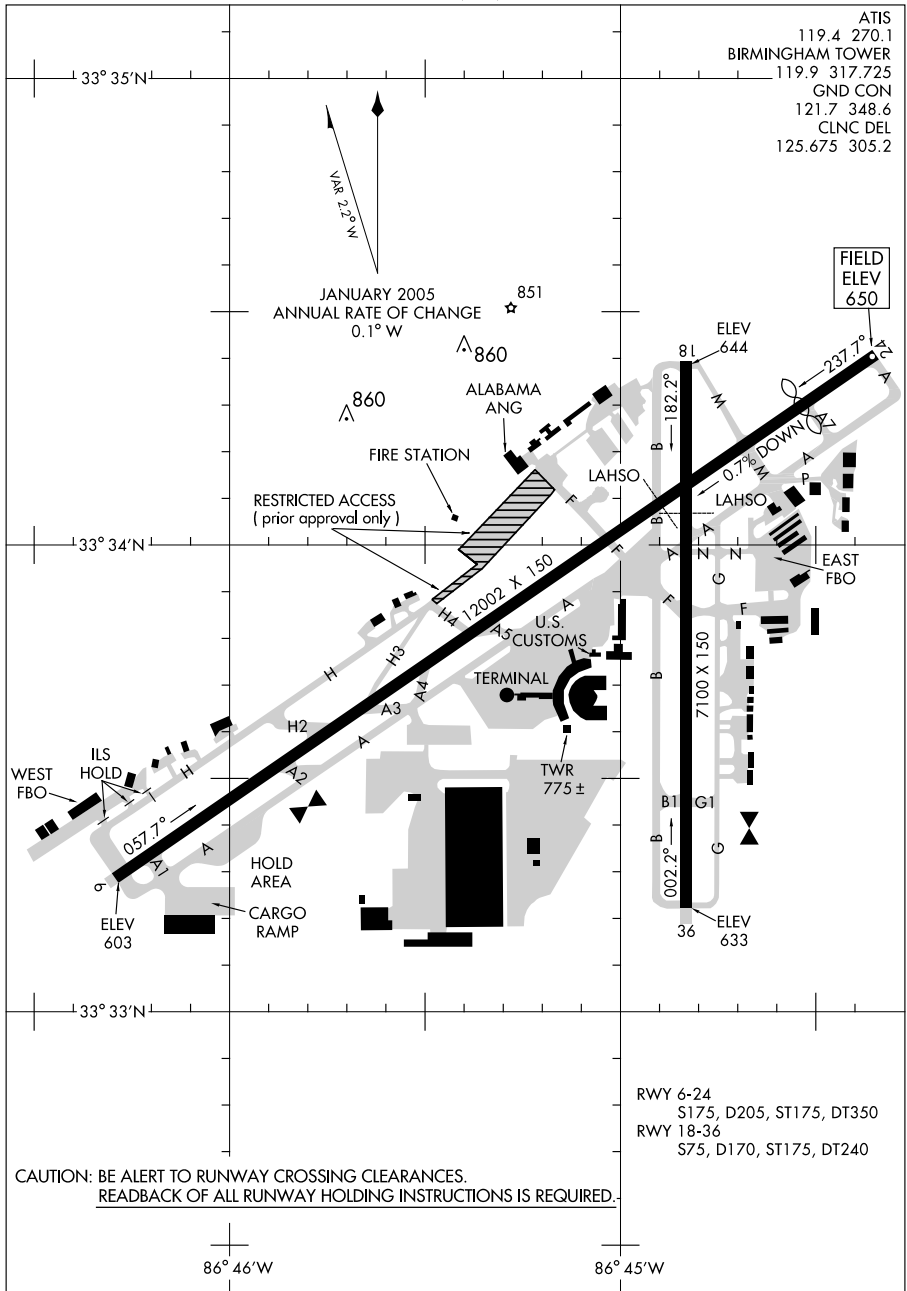 ATIS
119.4 270.1
BIRMINGHAM TOWER
119.9 317.725
GND CON
121.7 348.6
CLNC DEL
125.675 305.2
33° 35'N
VAR 2.2° W
JANUARY 2005
ANNUAL RATE OF CHANGE
0.1° W
851
860
860
FIELD
ELEV
650
ELEV
644
18
24
237.7°
182.2°
A
M
A7
0.7% DOWN
B
ALABAMA
ANG
FIRE STATION
LAHSO
LAHSO
RESTRICTED ACCESS
( prior approval only )
F
M
A
P
B
A
33° 34'N
F
A
N
N
EAST
FBO
G
12002 X 150
H4
A5
A
U.S.
CUSTOMS
F
F
H3
H
A4
TERMINAL
B
7100 X 150
A3
H2
A
TWR
775 ±
WEST
FBO
ILS
HOLD
H
A2
B1
G1
057.7°
A
A1
B
002.2°
G
HOLD
AREA
6
ELEV
603
CARGO
RAMP
36
ELEV
633
33° 33'N
RWY 6-24
S175, D205, ST175, DT350
RWY 18-36
S75, D170, ST175, DT240
CAUTION: BE ALERT TO RUNWAY CROSSING CLEARANCES.
READBACK OF ALL RUNWAY HOLDING INSTRUCTIONS IS REQUIRED.
86° 46'W
86° 45'W